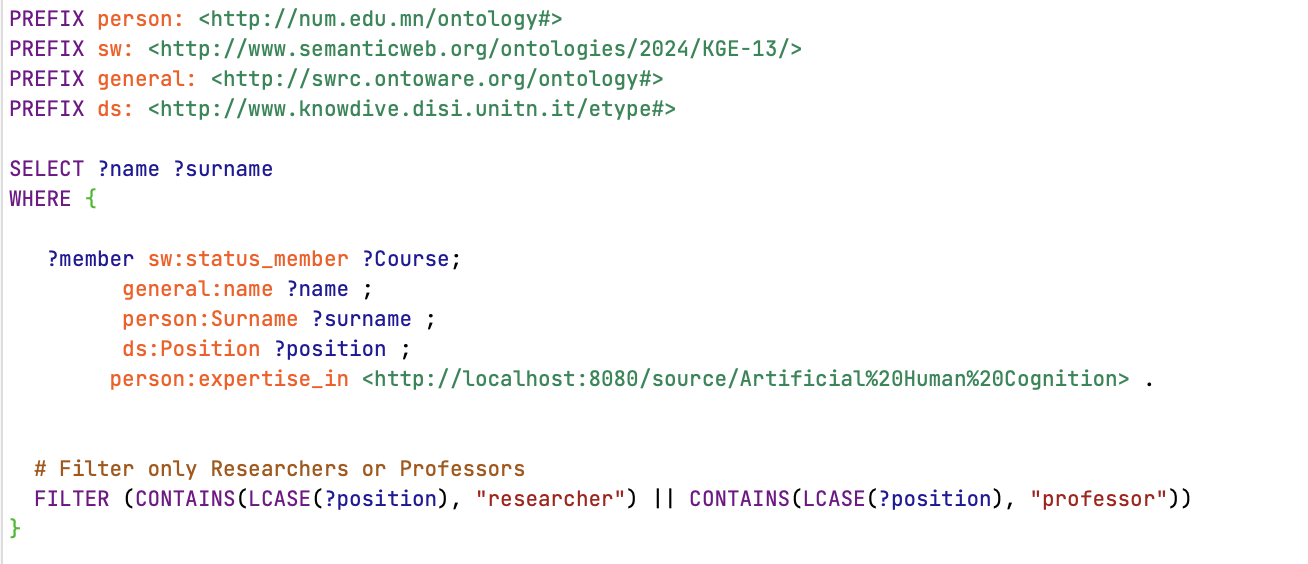 PREFIX person: <http://num.edu.mn/ontology#>
PREFIX sw: <http://www.semanticweb.org/ontologies/2024/KGE-13/>
PREFIX general: <http://swrc.ontoware.org/ontology#>
PREFIX ds: <http://www.knowdive.disi.unitn.it/etype#>
SELECT ?name ?surname
WHERE {
?member sw:status_member ?Course;
general:name ?name ;
person:Surname ?surname ;
ds:Position ?position ;
person:expertise_in <http://localhost:8080/source/Artificial%20Human%20Cognition> .
# Filter only Researchers or Professors
FILTER (CONTAINS(LCASE(?position), "researcher") || CONTAINS(LCASE(?position), "professor"))
}